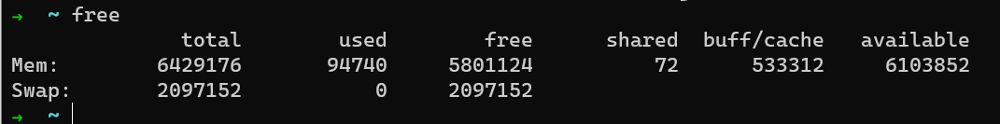 → ~ free
total used free shared buff/cache available
Mem: 6429176 94740 5801124 72 533312 6103852
Swap: 2097152 0 2097152
→ ~